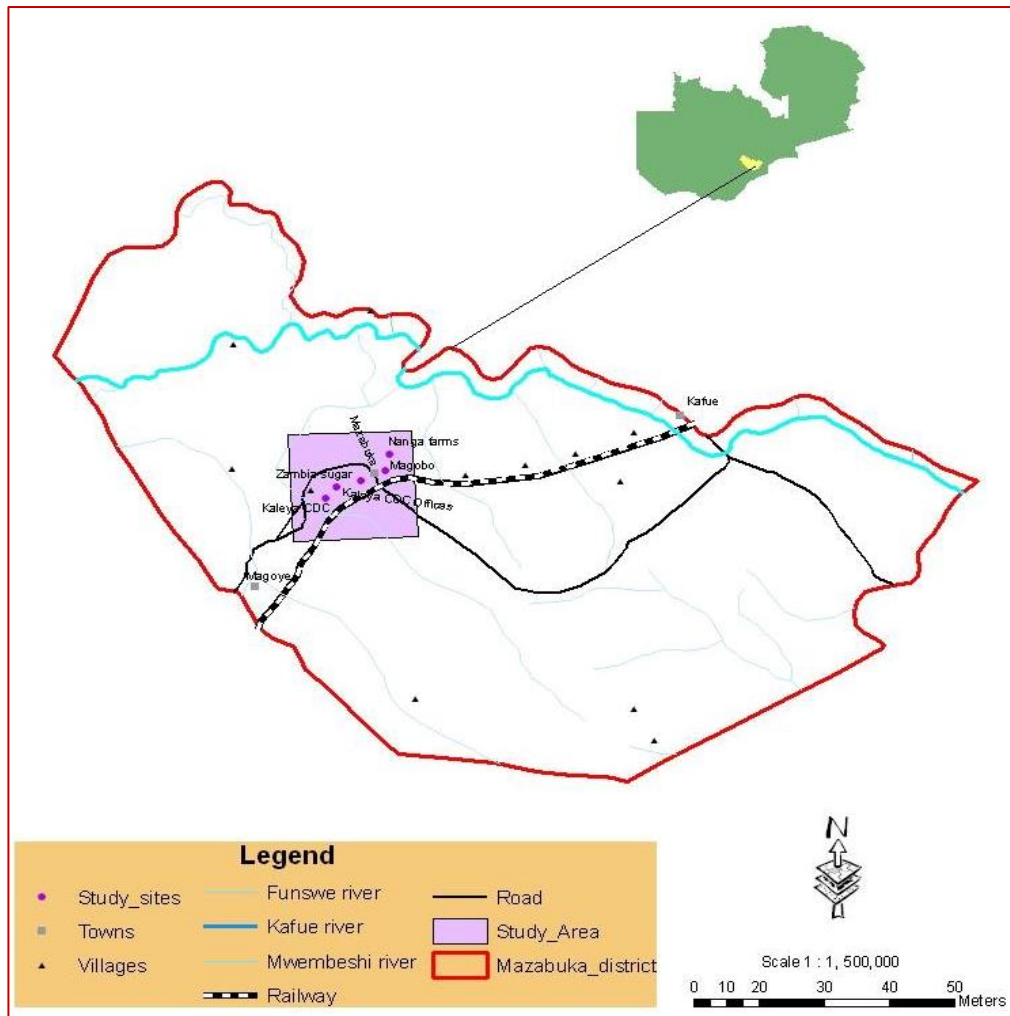 Kafue
Mazabuka
Nanga farms
Magobo
Zambia sugar
Kaleya CDC Offices
Kaleya CDC
Magoye
Legend
Study_sites
Towns
Villages
Funswe river
Kafue river
Mwembeshi river
Railway
Road
Study_Area
Mazabuka_district
N
Scale 1 : 1, 500,000
0 10 20 30 40 50
Meters